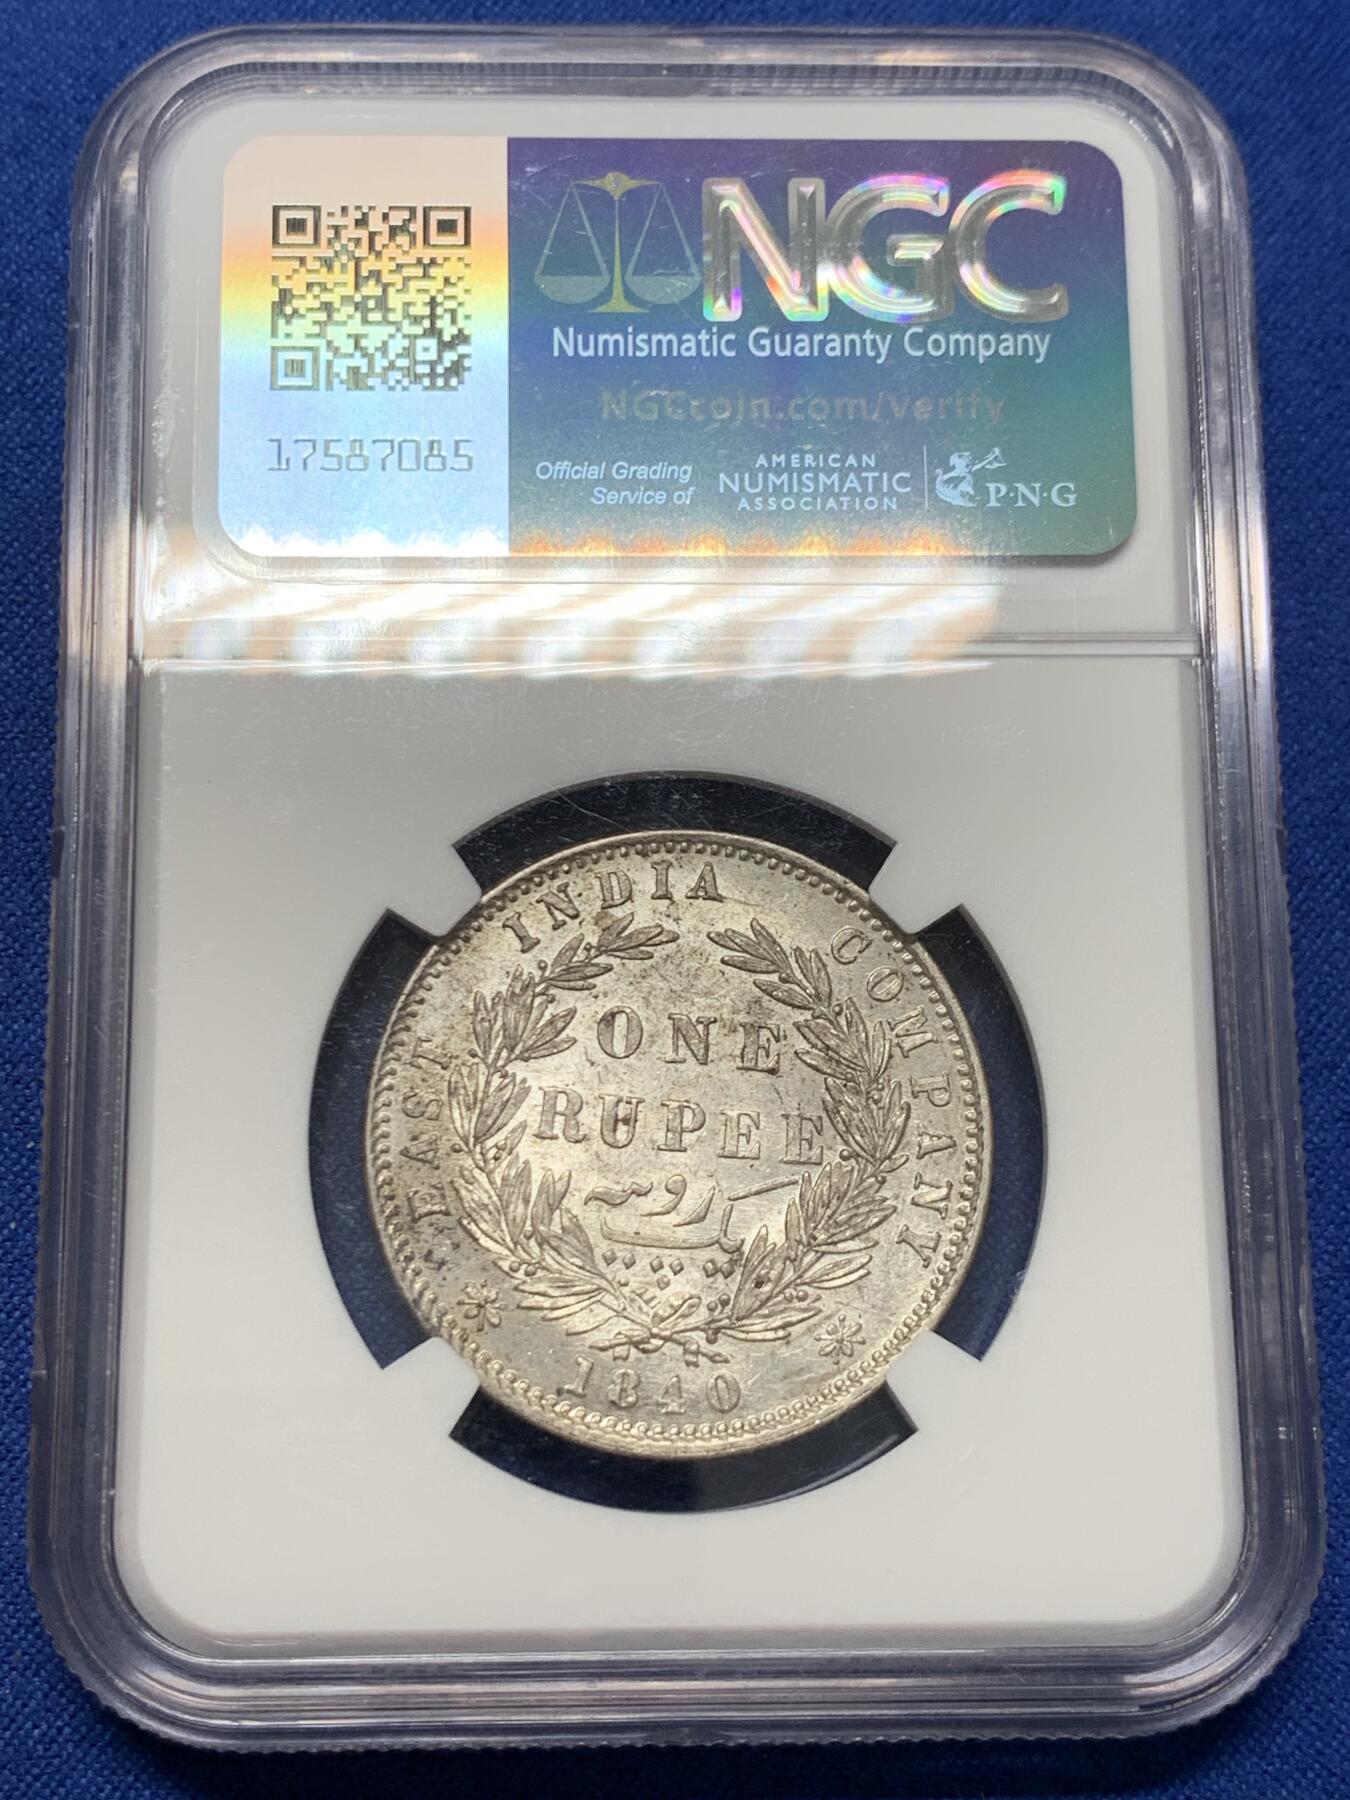 NGC
Numismatic Guaranty Company
NGCcoin.com/verify
17587085
Official Grading
Service of
AMERICAN
NUMISMATIC
ASSOCIATION
P·N·G
EAST INDIA COMPANY
ONE
RUPEE
یک روپیہ
1840